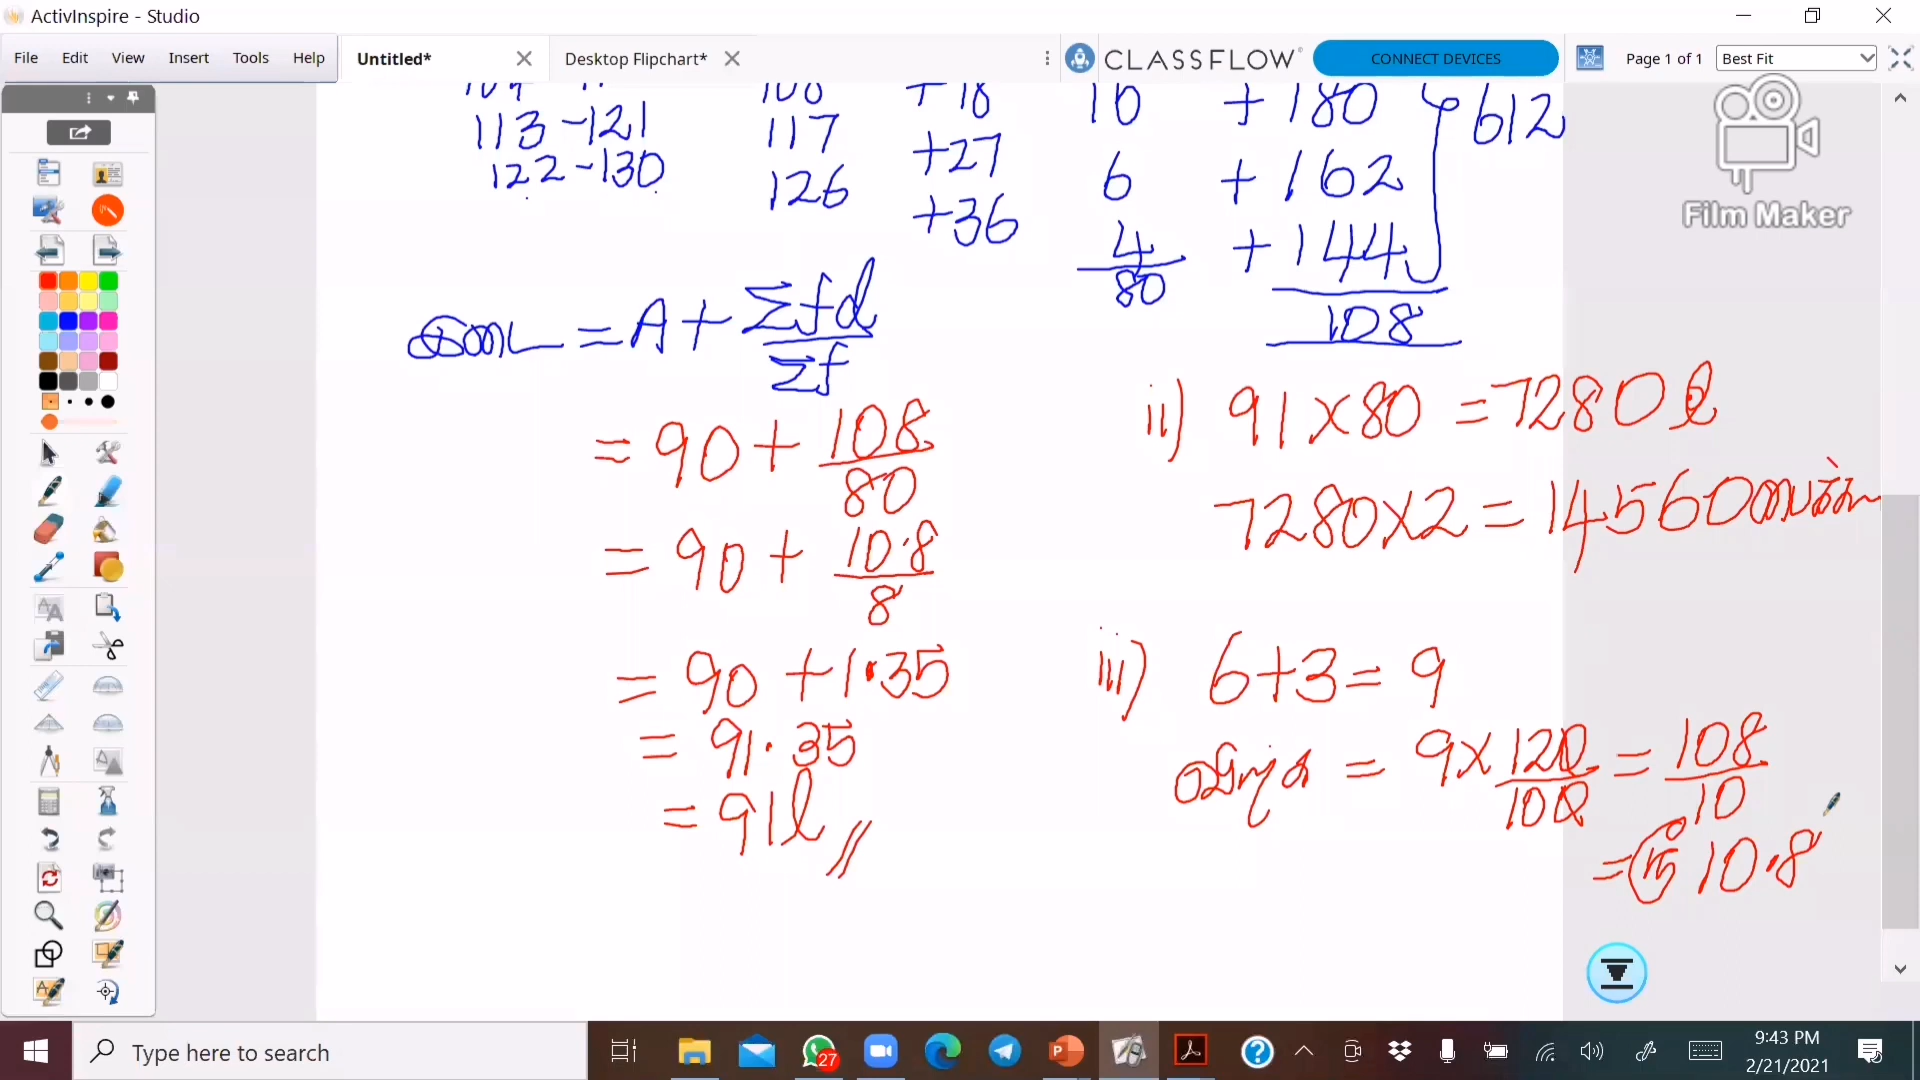 ActivInspire - Studio
File Edit View Insert Tools Help Untitled* Desktop Flipchart* CLASSFLOW CONNECT DEVICES Page 1 of 1 Best Fit
Film Maker
108 +18 10 +180 612
113 -121 117 +27 6 +162
122 -130 126 +36 4 +144
80 108
= A + Σfd
Σf
= 90 + 108
80
= 90 + 10.8
8
= 90 + 1.35
= 91.35
= 91l //
ii) 91 × 80 = 7280 l
7280 × 2 = 14560
iii) 6 + 3 = 9
= 9 × 120 = 108
100 10
= 10.8
Type here to search
27
9:43 PM
2/21/2021